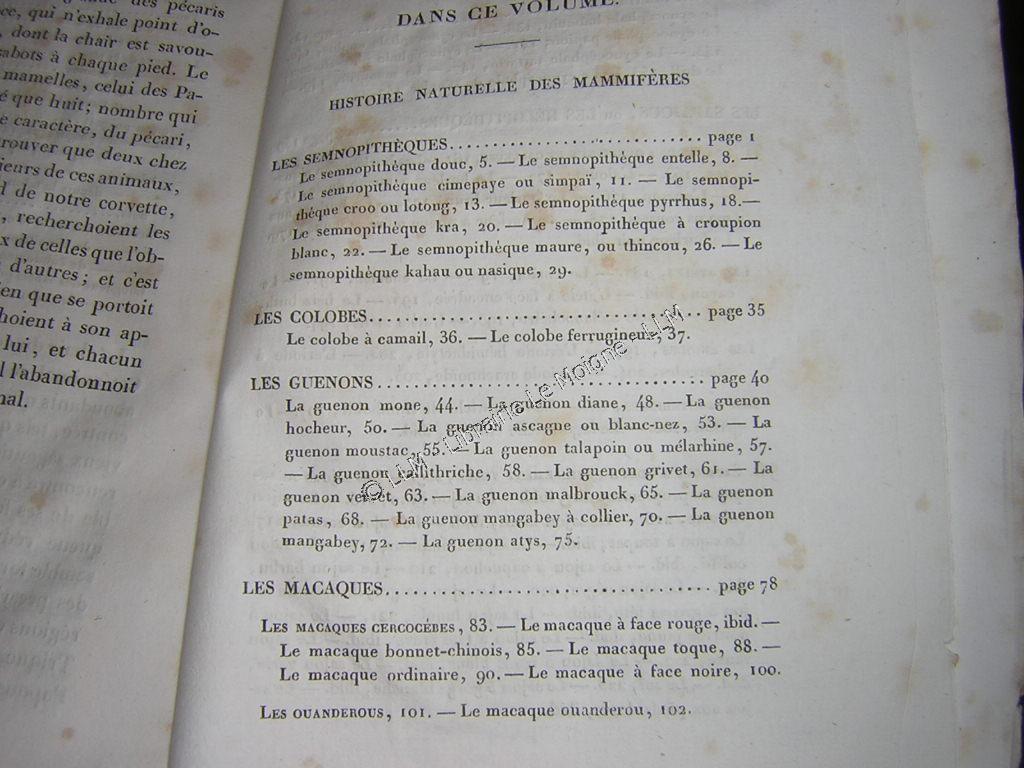 des pécaris
ce, qui n'exhale point d'o-
, dont la chair est savou-
abots à chaque pied. Le
mamelles, celui des Pa-
é que huit; nombre qui
e caractère, du pécari,
rouver que deux chez
ieurs de ces animaux,
d de notre corvette,
, recherchoient les
x de celles que l'ob-
d'autres; et c'est
en que se portoit
hoient à son ap-
lui, et chacun
l l'abandonnoit
nal.
DANS CE VOLUME.
HISTOIRE NATURELLE DES MAMMIFÈRES
LES SEMNOPITHÈQUES............................ page 1
Le semnopithèque douc, 5. — Le semnopithèque entelle, 8. —
Le semnopithèque cimepaye ou simpaï, 11. — Le semnopi-
thèque croo ou lotong, 13. — Le semnopithèque pyrrhus, 18.—
Le semnopithèque kra, 20. — Le semnopithèque à croupion
blanc, 22. — Le semnopithèque maure, ou thincou, 26. — Le
semnopithèque kahau ou nasique, 29.
LES COLOBES.................................... page 35
Le colobe à camail, 36. — Le colobe ferrugineux, 37.
LES GUENONS.................................... page 40
La guenon mone, 44. — La guenon diane, 48. — La guenon
hocheur, 50. — La guenon ascagne ou blanc-nez, 53. — La
guenon moustac, 55. — La guenon talapoin ou mélarhine, 57.
— La guenon callithriche, 58. — La guenon grivet, 61. — La
guenon vervet, 63. — La guenon malbrouck, 65. — La guenon
patas, 68. — La guenon mangabey à collier, 70. — La guenon
mangabey, 72. — La guenon atys, 75.
LES MACAQUES.................................... page 78
LES MACAQUES CERCOCÈBES, 83. — Le macaque à face rouge, ibid. —
Le macaque bonnet-chinois, 85. — Le macaque toque, 88. —
Le macaque ordinaire, 90. — Le macaque à face noire, 100.
LES OUANDEROUS, 101. — Le macaque ouanderou, 102.
© LLM - Librairie Le Moigne - LLM